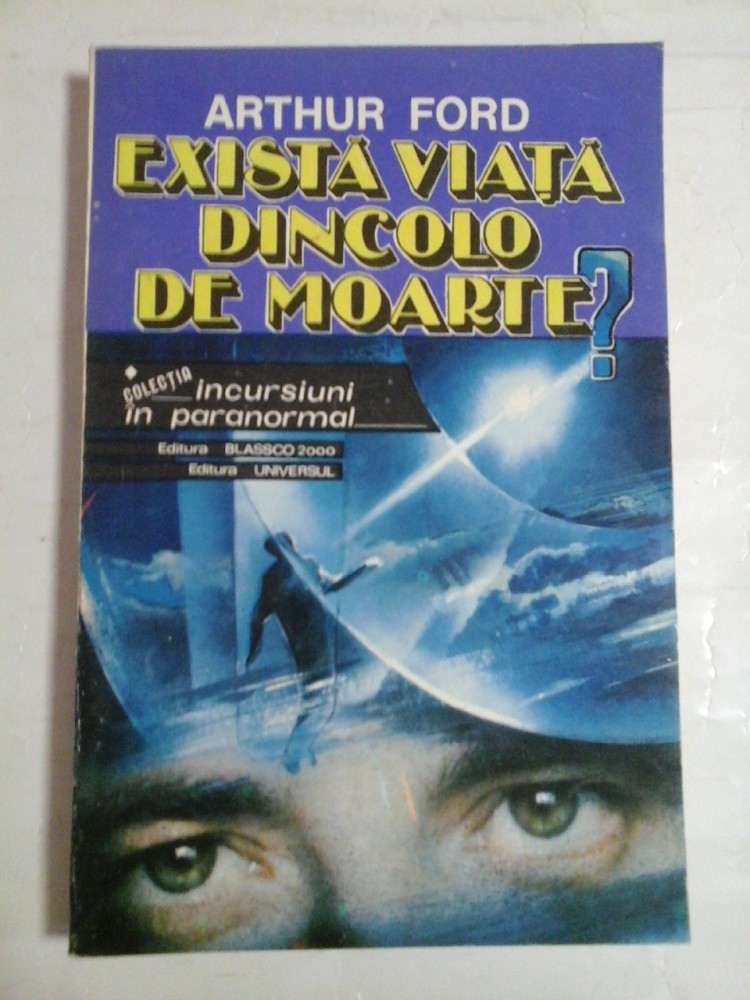 ARTHUR FORD
EXISTĂ VIAȚĂ
DINCOLO
DE MOARTE?
COLECȚIA incursiuni
în paranormal
Editura BLASSCO 2000
Editura UNIVERSUL